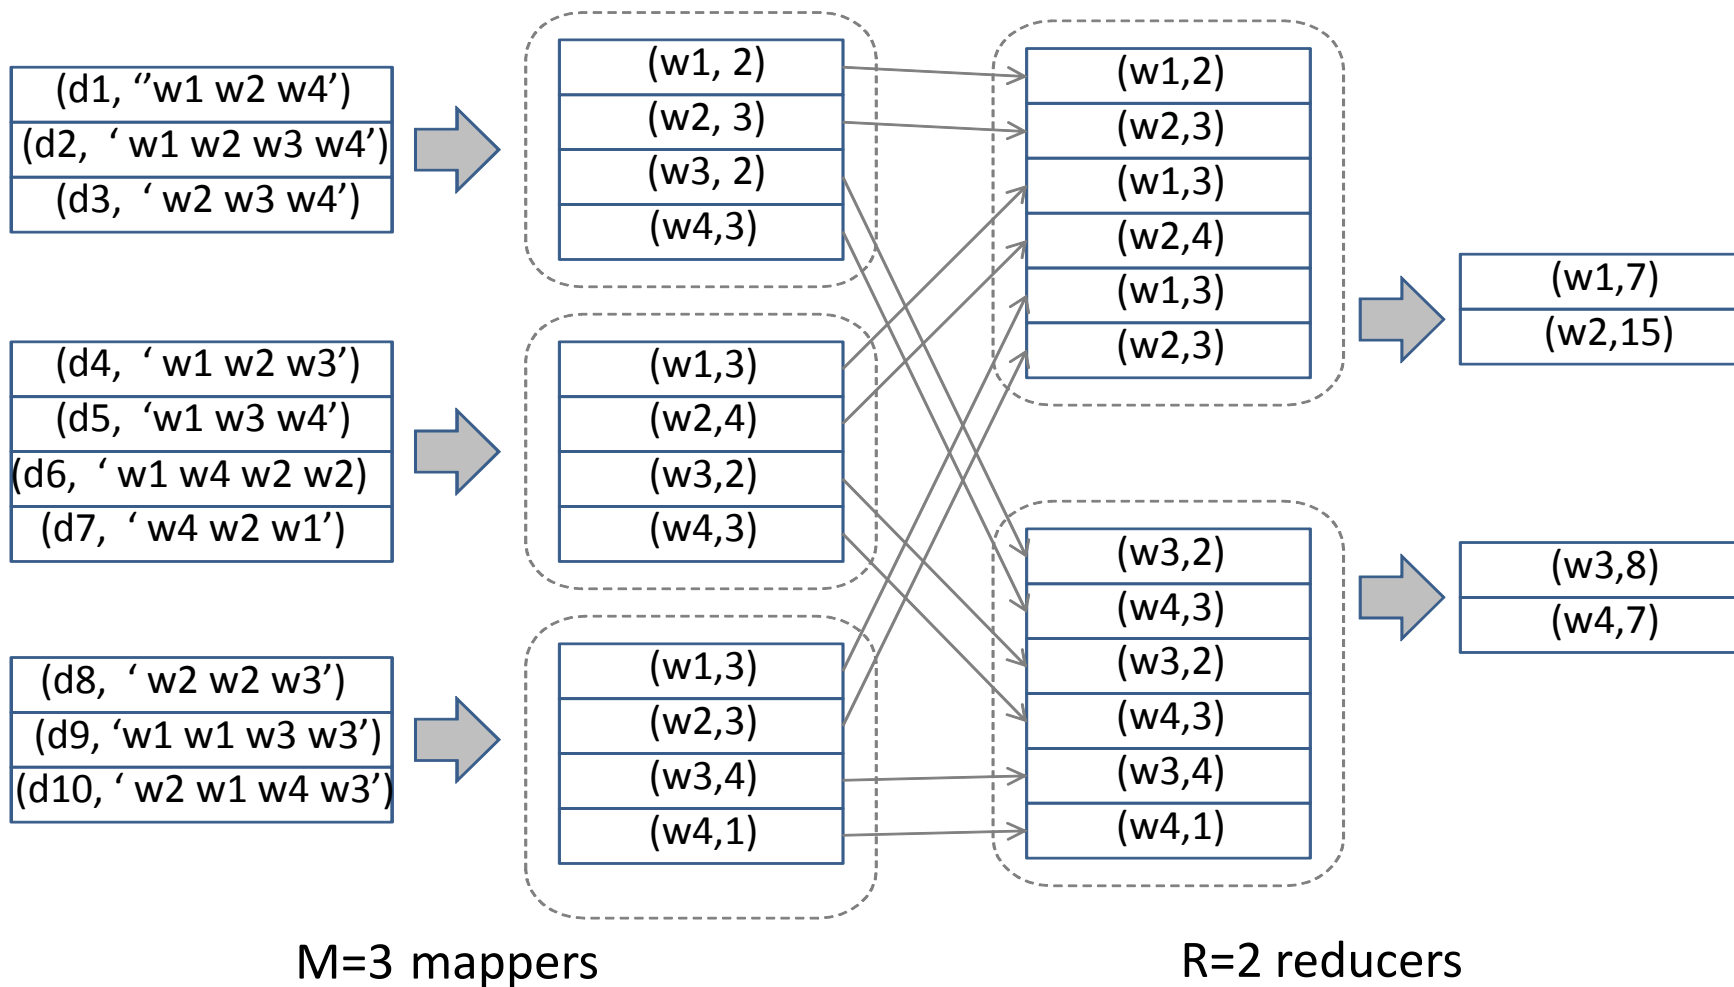 (d1, ‘’w1 w2 w4’)
(d2, ‘ w1 w2 w3 w4’)
(d3, ‘ w2 w3 w4’)
(d4, ‘ w1 w2 w3’)
(d5, ‘w1 w3 w4’)
(d6, ‘ w1 w4 w2 w2)
(d7, ‘ w4 w2 w1’)
(d8, ‘ w2 w2 w3’)
(d9, ‘w1 w1 w3 w3’)
(d10, ‘ w2 w1 w4 w3’)
(w1, 2)
(w2, 3)
(w3, 2)
(w4,3)
(w1,3)
(w2,4)
(w3,2)
(w4,3)
(w1,3)
(w2,3)
(w3,4)
(w4,1)
M=3 mappers
(w1,2)
(w2,3)
(w1,3)
(w2,4)
(w1,3)
(w2,3)
(w3,2)
(w4,3)
(w3,2)
(w4,3)
(w3,4)
(w4,1)
R=2 reducers
(w1,7)
(w2,15)
(w3,8)
(w4,7)